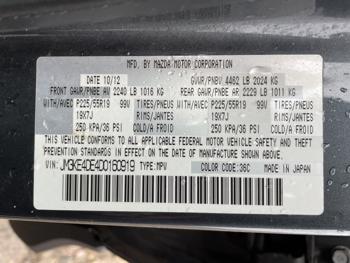 MFD. BY MAZDA MOTOR CORPORATION
DATE 10/12 GVWR/PNBV 4462 LB 2024 KG
FRONT GAWR/PNBE AV 2240 LB 1016 KG REAR GAWR/PNBE AR 2229 LB 1011 KG
WITH/AVEC P225/55R19 99V TIRES/PNEUS WITH/AVEC P225/55R19 99V TIRES/PNEUS
19X7J RIMS/JANTES 19X7J RIMS/JANTES
250 KPA/36 PSI COLD/A FROID 250 KPA/36 PSI COLD/A FROID
THIS VEHICLE CONFORMS TO ALL APPLICABLE FEDERAL MOTOR VEHICLE
SAFETY, BUMPER, AND THEFT PREVENTION STANDARDS IN EFFECT
ON THE DATE OF MANUFACTURE SHOWN ABOVE.
VIN: JM3KE4DE4D0160919 TYPE: MPV COLOR CODE: 36C MADE IN JAPAN